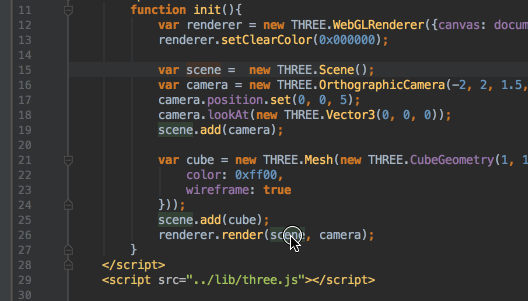 11 function init(){
12 var renderer = new THREE.WebGLRenderer({canvas: docum
13 renderer.setClearColor(0x000000);
14
15 var scene =  new THREE.Scene();
16 var camera = new THREE.OrthographicCamera(-2, 2, 1.5,
17 camera.position.set(0, 0, 5);
18 camera.lookAt(new THREE.Vector3(0, 0, 0));
19 scene.add(camera);
20
21 var cube = new THREE.Mesh(new THREE.CubeGeometry(1, 1
22 color: 0xff00,
23 wireframe: true
24 }));
25 scene.add(cube);
26 renderer.render(scene, camera);
27 }
28 </script>
29 <script src="../lib/three.js"></script>
30